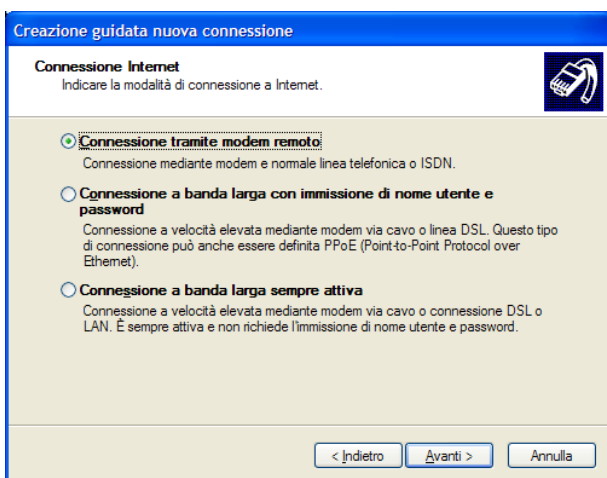 Creazione guidata nuova connessione
Connessione Internet
Indicare la modalità di connessione a Internet.
Connessione tramite modem remoto
Connessione mediante modem e normale linea telefonica o ISDN.
Connessione a banda larga con immissione di nome utente e
password
Connessione a velocità elevata mediante modem via cavo o linea DSL. Questo tipo
di connessione può anche essere definita PPoE (Point-to-Point Protocol over
Ethernet).
Connessione a banda larga sempre attiva
Connessione a velocità elevata mediante modem via cavo o connessione DSL o
LAN. È sempre attiva e non richiede l'immissione di nome utente e password.
< Indietro Avanti > Annulla